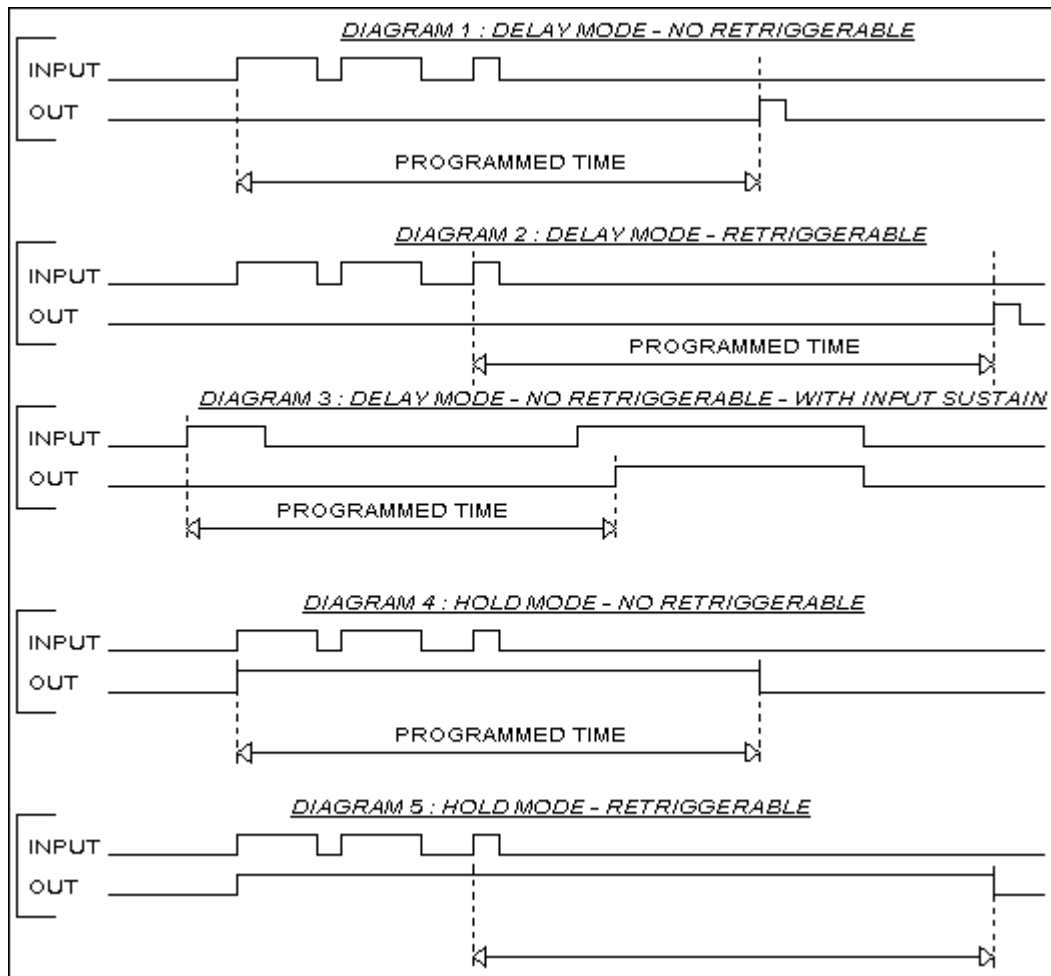 DIAGRAM 1 : DELAY MODE - NO RETRIGGERABLE
INPUT
OUT
PROGRAMMED TIME
DIAGRAM 2 : DELAY MODE - RETRIGGERABLE
INPUT
OUT
PROGRAMMED TIME
DIAGRAM 3 : DELAY MODE - NO RETRIGGERABLE - WITH INPUT SUSTAIN
INPUT
OUT
PROGRAMMED TIME
DIAGRAM 4 : HOLD MODE - NO RETRIGGERABLE
INPUT
OUT
PROGRAMMED TIME
DIAGRAM 5 : HOLD MODE - RETRIGGERABLE
INPUT
OUT